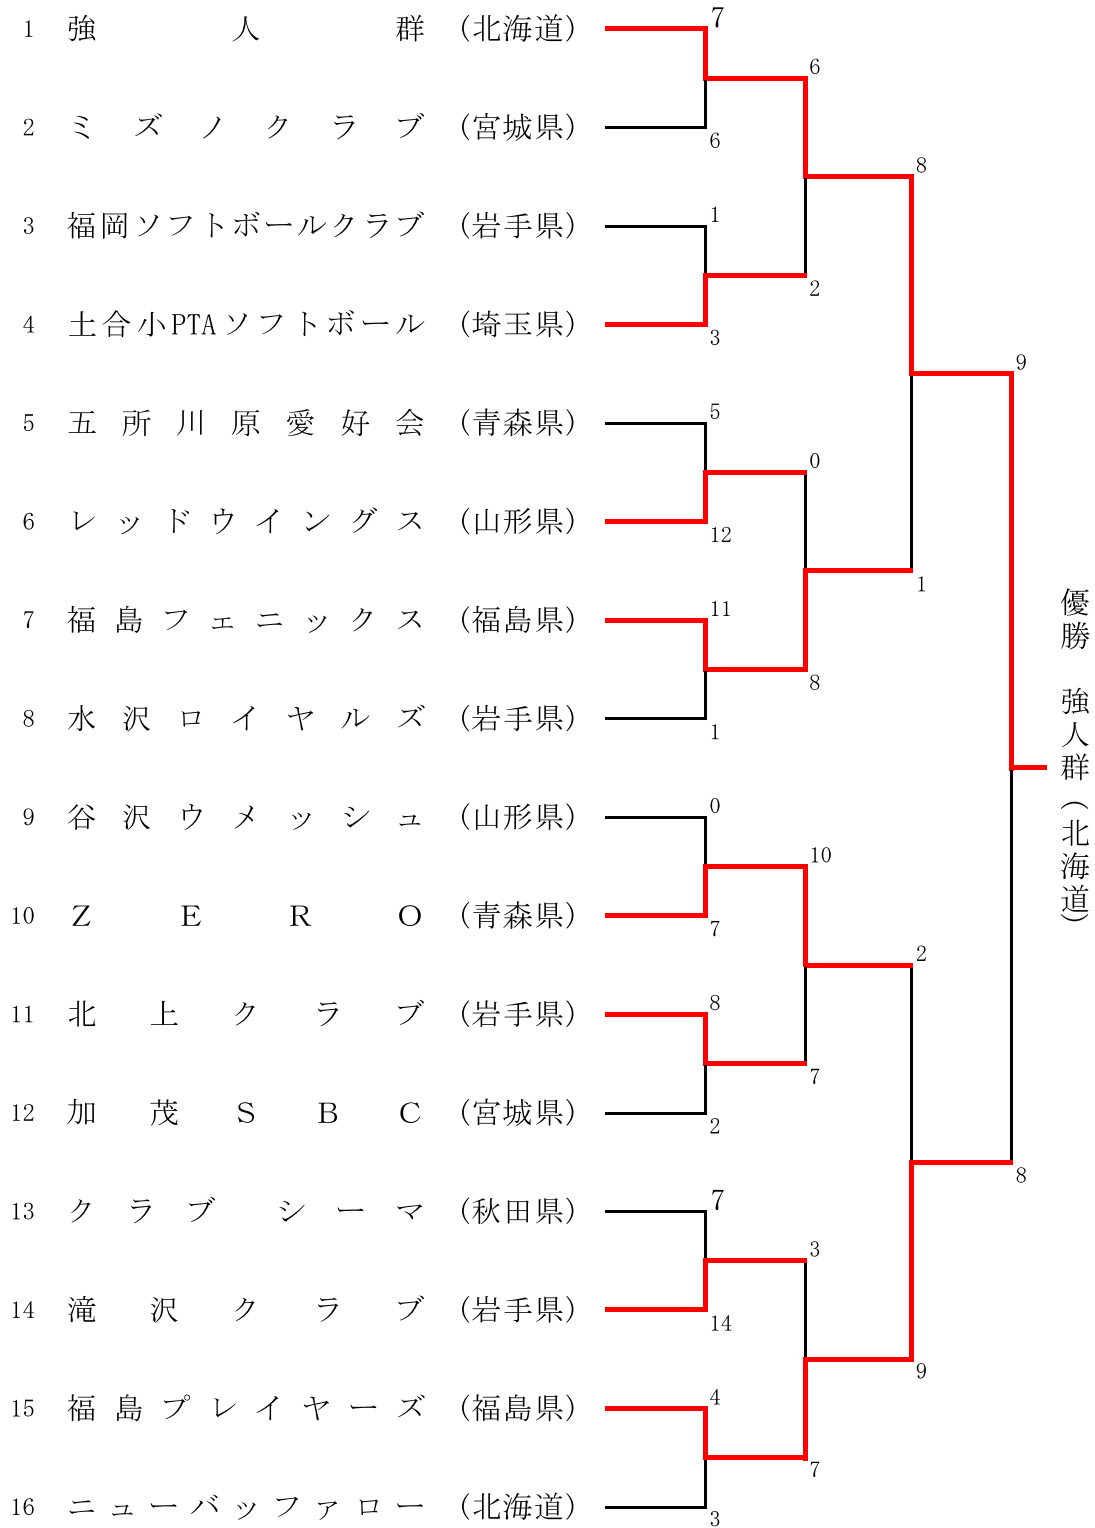 1 強人群 (北海道) 7
6
2 ミズノクラブ (宮城県) 6
8
3 福岡ソフトボールクラブ (岩手県) 1
2
4 土合小PTAソフトボール (埼玉県) 3
9
5 五所川原愛好会 (青森県) 5
0
6 レッドウイングス (山形県) 12
1
7 福島フェニックス (福島県) 11
8
8 水沢ロイヤルズ (岩手県) 1
優勝 強人群(北海道)
9 谷沢ウメッシュ (山形県) 0
10
10 ZERO (青森県) 7
2
11 北上クラブ (岩手県) 8
7
12 加茂SBC (宮城県) 2
8
13 クラブ シーマ (秋田県) 7
3
14 滝沢クラブ (岩手県) 14
9
15 福島プレイヤーズ (福島県) 4
7
16 ニューバッファロー (北海道) 3